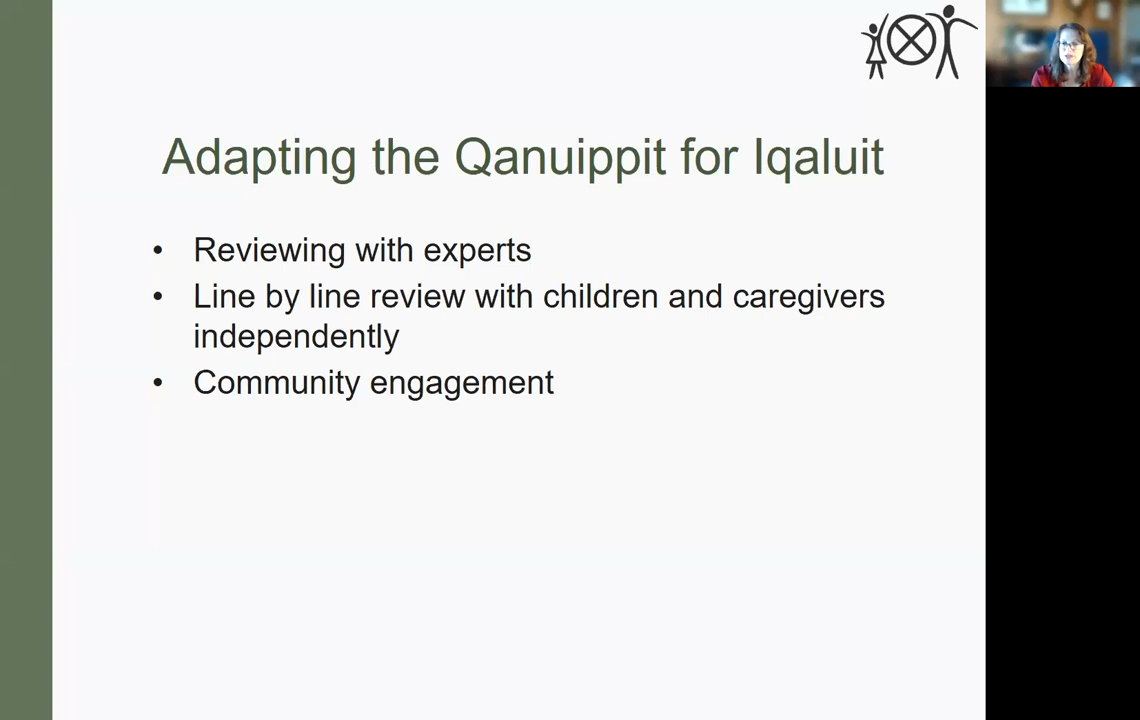 Adapting the Qanuippit for Iqaluit
• Reviewing with experts
• Line by line review with children and caregivers
independently
• Community engagement